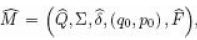 M̂ = (Q̂, Σ, δ̂, (q₀, p₀), F̂),